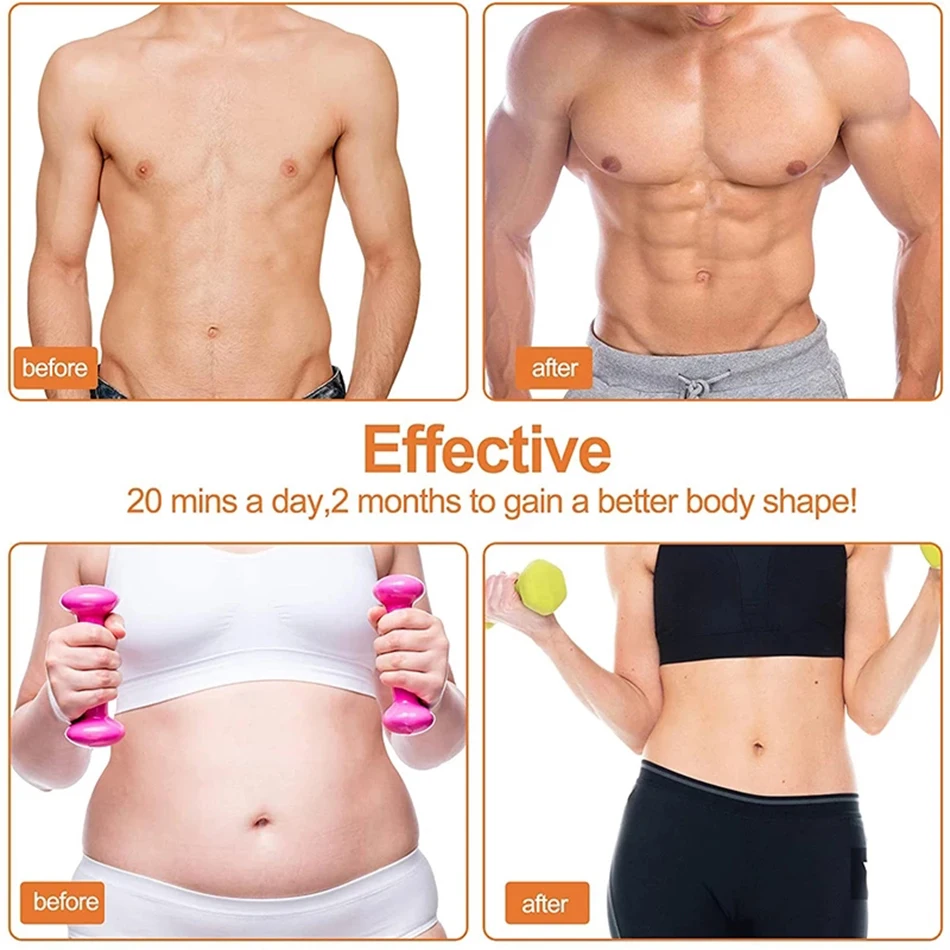 before
after
Effective
20 mins a day,2 months to gain a better body shape!
before
after